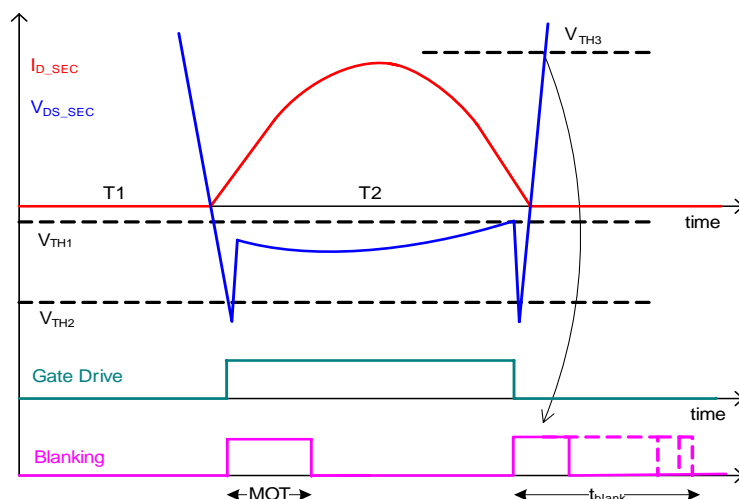 V_TH3
I_D_SEC
V_DS_SEC
T1 T2
time
V_TH1
V_TH2
Gate Drive
time
Blanking
MOT t_blank